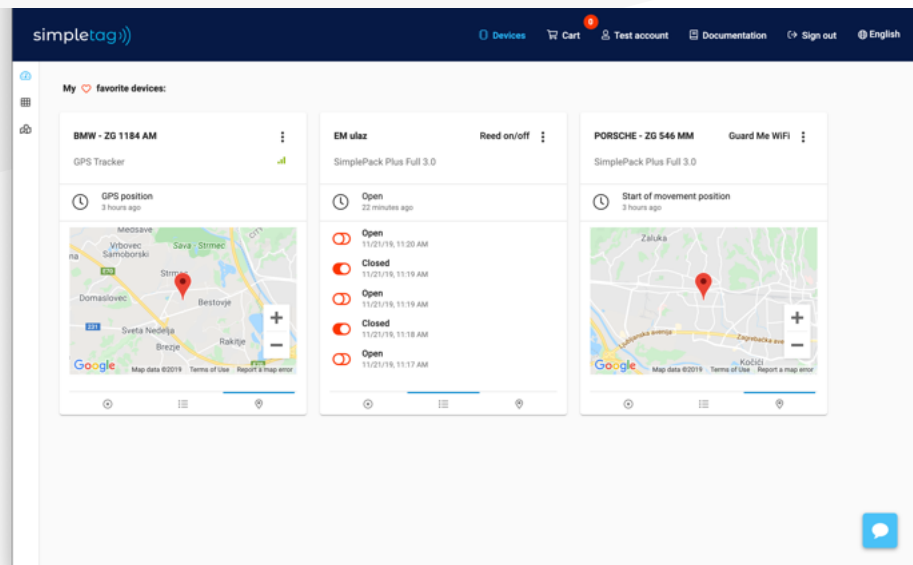 simpletag
Devices
0
Cart
Test account
Documentation
Sign out
English
My favorite devices:
BMW - ZG 1184 AM
GPS Tracker
GPS position
3 hours ago
Medsave
Vrbovec
Samoborski
Sava
Strmec
CITY
na
E70
Strmec
Domaslovec
Bestovje
231
Sveta Nedelja
Brezje
Rakitje
Google
Map data ©2019 Terms of Use Report a map error
EM ulaz
Reed on/off
SimplePack Plus Full 3.0
Open
22 minutes ago
Open
11/21/19, 11:20 AM
Closed
11/21/19, 11:19 AM
Open
11/21/19, 11:19 AM
Closed
11/21/19, 11:18 AM
Open
11/21/19, 11:17 AM
PORSCHE - ZG 546 MM
Guard Me WiFi
SimplePack Plus Full 3.0
Start of movement position
3 hours ago
Zaluka
Ljubljanska avenija
Zagrebačka ave
Kočići
Google
Map data ©2019 Terms of Use Report a map error